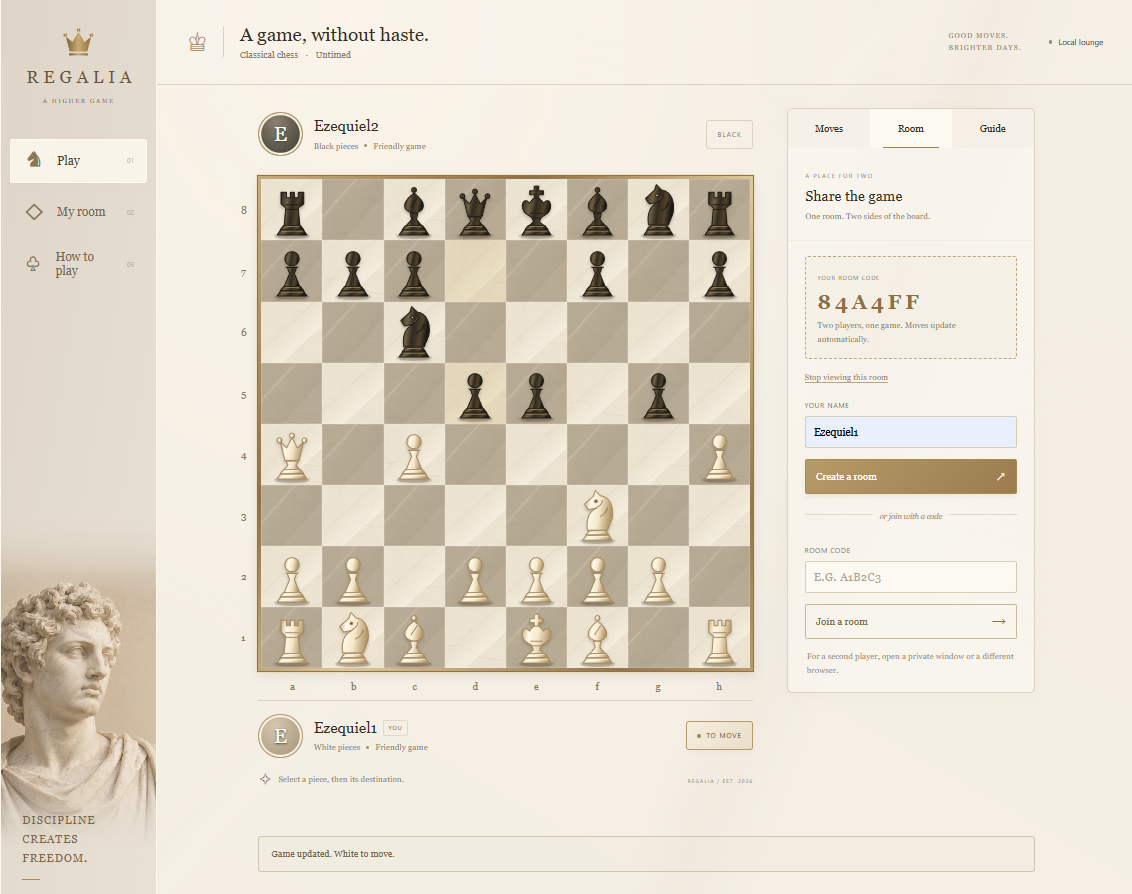 REGALIA
A HIGHER GAME
Play 01
My room 02
How to play 03
DISCIPLINE
CREATES
FREEDOM.
A game, without haste.
Classical chess · Untimed
GOOD MOVES.
BRIGHTER DAYS.
Local lounge
E
Ezequiel2
Black pieces • Friendly game
BLACK
8
7
6
5
4
3
2
1
a b c d e f g h
E
Ezequiel1 YOU
White pieces • Friendly game
TO MOVE
Select a piece, then its destination.
REGALIA / EST. 2026
Moves Room Guide
A PLACE FOR TWO
Share the game
One room. Two sides of the board.
YOUR ROOM CODE
84A4FF
Two players, one game. Moves update
automatically.
Stop viewing this room
YOUR NAME
Ezequiel1
Create a room ↗
or join with a code
ROOM CODE
E.G. A1B2C3
Join a room →
For a second player, open a private window or a different
browser.
Game updated. White to move.